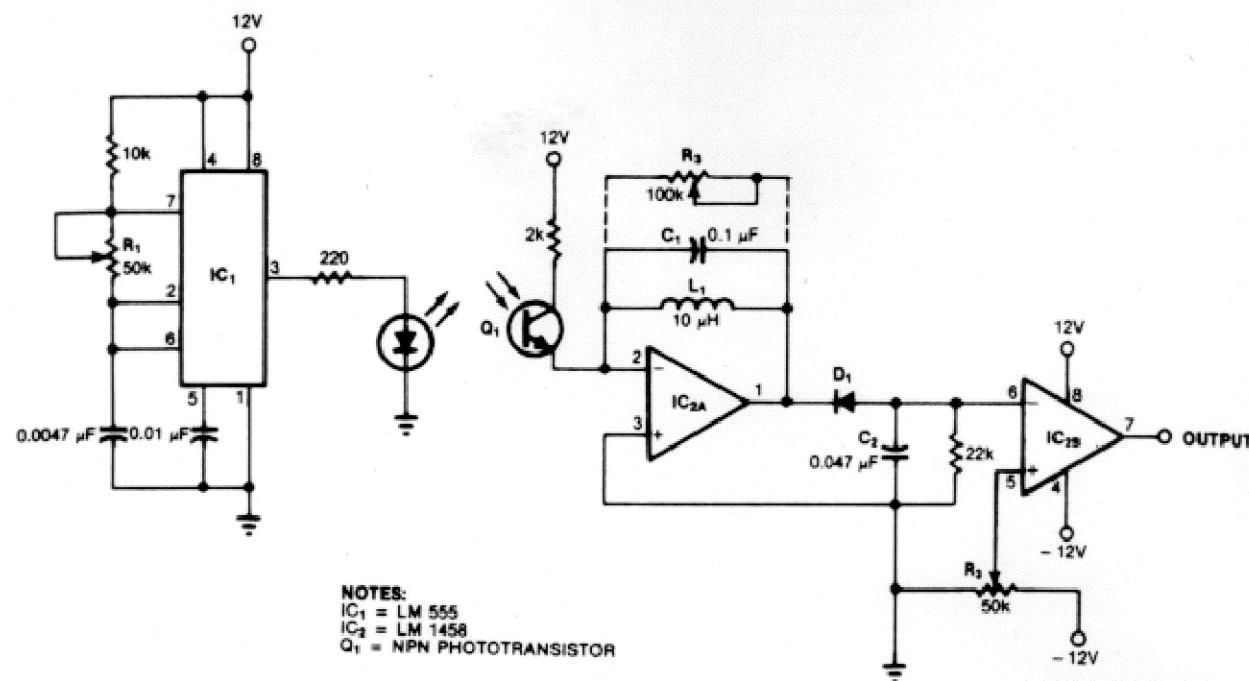 12V
10k
4
8
7
R₁
50k
IC₁
3
220
2
6
5
1
0.0047 µF
0.01 µF
12V
2k
Q₁
R₃
100k
C₁
0.1 µF
L₁
10 µH
2
−
IC₂A
1
3
+
D₁
C₂
0.047 µF
22k
12V
6
−
8
IC₂B
7
OUTPUT
5
+
4
− 12V
R₃
50k
− 12V
NOTES:
IC₁ = LM 555
IC₂ = LM 1458
Q₁ = NPN PHOTOTRANSISTOR